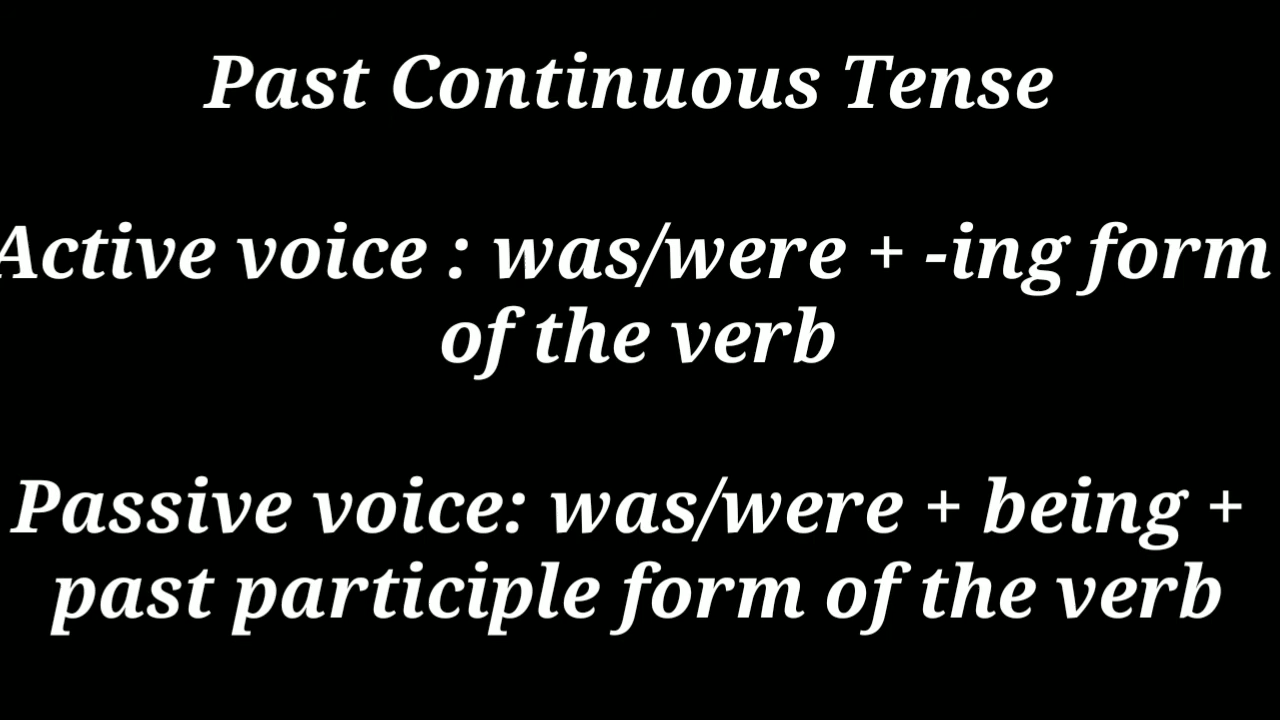 Past Continuous Tense
Active voice : was/were + -ing form
of the verb
Passive voice: was/were + being +
past participle form of the verb